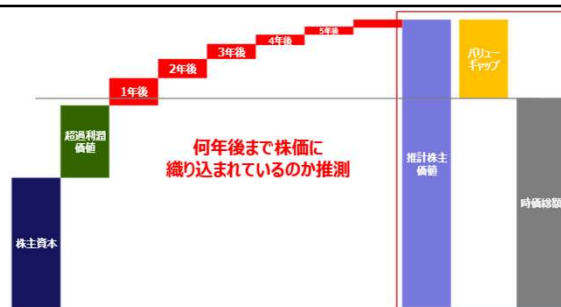 5年後
4年後
3年後
2年後
1年後
バリュー
ギャップ
超過利潤
価値
何年後まで株価に
織り込まれているのか推測
推計株主
価値
株主資本
時価総額